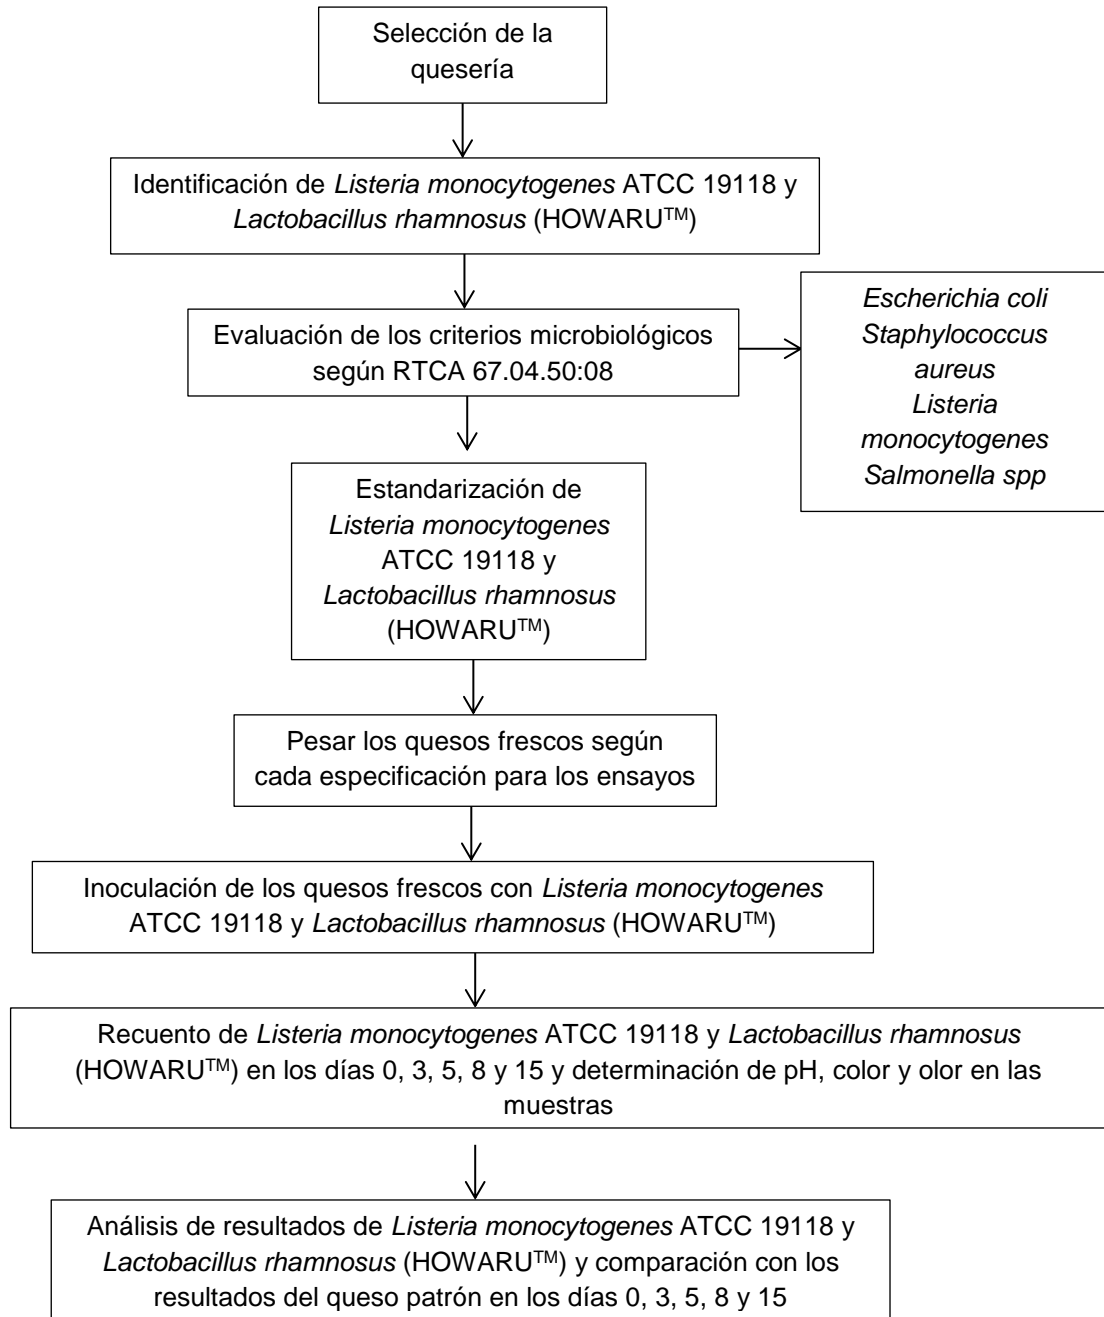 Selección de la
quesería
Identificación de Listeria monocytogenes ATCC 19118 y
Lactobacillus rhamnosus (HOWARU™)
Evaluación de los criterios microbiológicos
según RTCA 67.04.50:08
Escherichia coli
Staphylococcus
aureus
Listeria
monocytogenes
Salmonella spp
Estandarización de
Listeria monocytogenes
ATCC 19118 y
Lactobacillus rhamnosus
(HOWARU™)
Pesar los quesos frescos según
cada especificación para los ensayos
Inoculación de los quesos frescos con Listeria monocytogenes
ATCC 19118 y Lactobacillus rhamnosus (HOWARU™)
Recuento de Listeria monocytogenes ATCC 19118 y Lactobacillus rhamnosus
(HOWARU™) en los días 0, 3, 5, 8 y 15 y determinación de pH, color y olor en las
muestras
Análisis de resultados de Listeria monocytogenes ATCC 19118 y
Lactobacillus rhamnosus (HOWARU™) y comparación con los
resultados del queso patrón en los días 0, 3, 5, 8 y 15